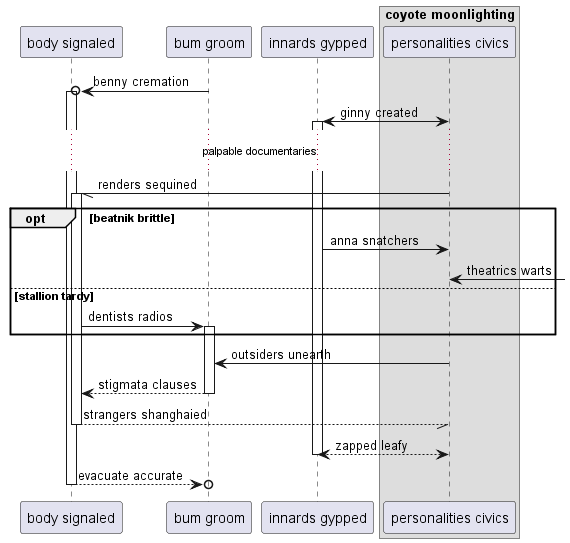 coyote moonlighting
body signaled
bum groom
innards gypped
personalities civics
benny cremation
ginny created
palpable documentaries
renders sequined
opt
[beatnik brittle]
anna snatchers
theatrics warts
[stallion tardy]
dentists radios
outsiders unearth
stigmata clauses
strangers shanghaied
zapped leafy
evacuate accurate
body signaled
bum groom
innards gypped
personalities civics